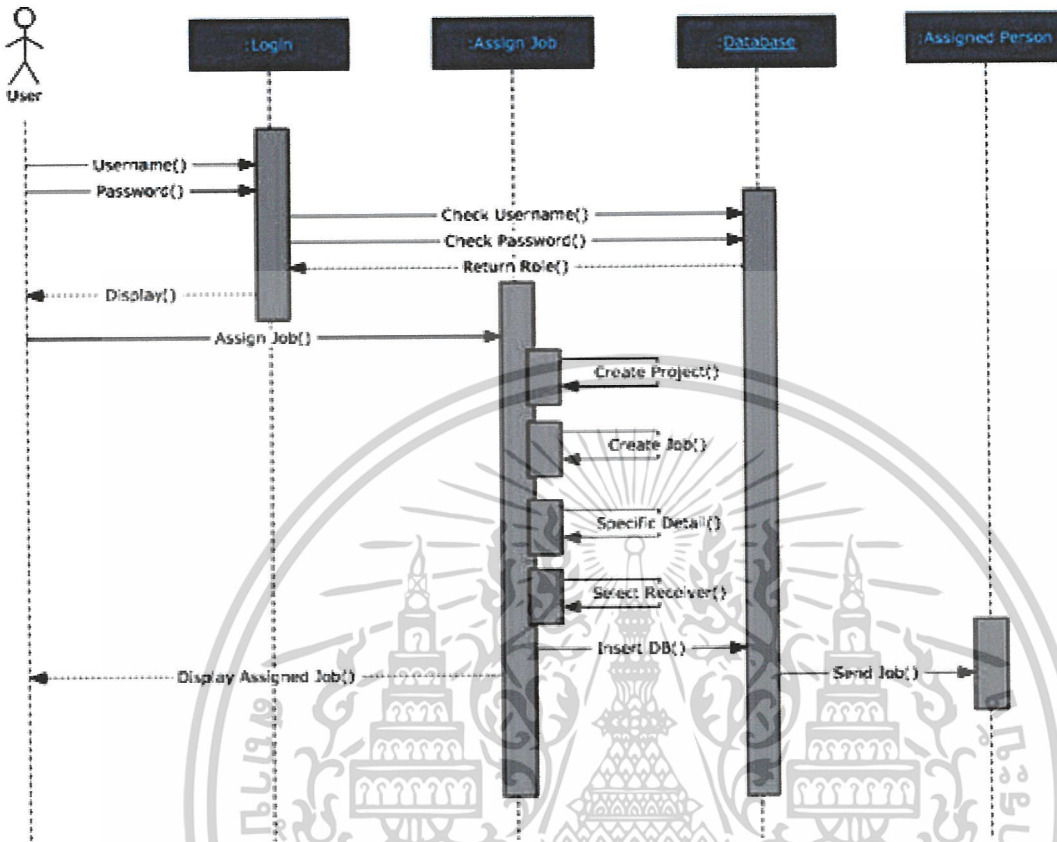 :Login
:Assign Job
:Database
:Assigned Person
User
Username()
Password()
Check Username()
Check Password()
Return Role()
Display()
Assign Job()
Create Project()
Create Job()
Specific Detail()
Select Receiver()
Insert DB()
Send Job()
Display Assigned Job()